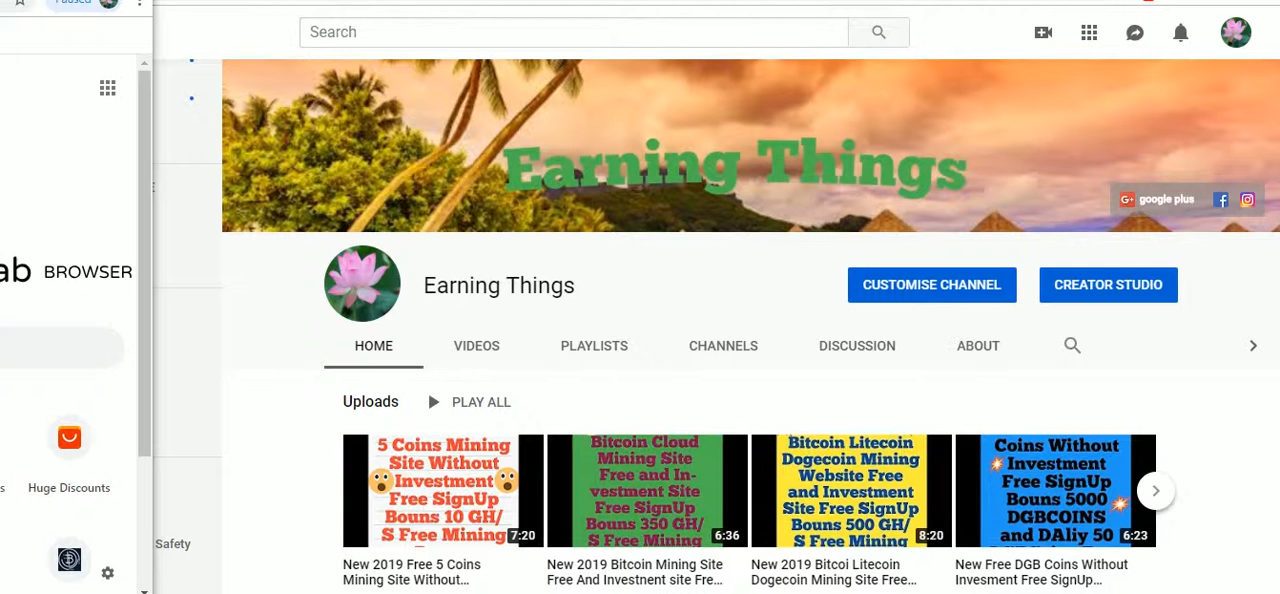 Paused
Search
Earning Things
google plus
ab BROWSER
Earning Things
CUSTOMISE CHANNEL
CREATOR STUDIO
HOME
VIDEOS
PLAYLISTS
CHANNELS
DISCUSSION
ABOUT
Uploads
PLAY ALL
5 Coins Mining
Site Without
Investment
Free SignUp
Bouns 10 GH/
S Free Mining
7:20
Bitcoin Cloud
Mining Site
Free and In-
vestment Site
Free SignUp
Bouns 350 GH/
S Free Mining
6:36
Bitcoin Litecoin
Dogecoin Mining
Website Free
and Investment
Site Free SignUp
Bouns 500 GH/
S Free Mining
8:20
Coins Without
Investment
Free SignUp
Bouns 5000
DGBCOINS
and DAliy 50
6:23
s
Huge Discounts
Safety
New 2019 Free 5 Coins
Mining Site Without...
New 2019 Bitcoin Mining Site
Free And Investnent site Fre...
New 2019 Bitcoi Litecoin
Dogecoin Mining Site Free...
New Free DGB Coins Without
Invesment Free SignUp...